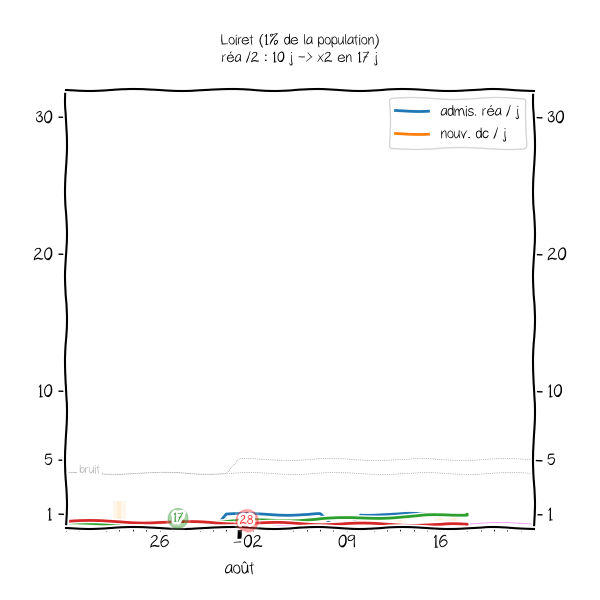 Loiret (1% de la population)
réa /2 : 10 j -> x2 en 17 j
admis. réa / j
nouv. dc / j
30
30
20
20
10
10
5
5
bruit
1
1
17
28
26
02
09
16
août